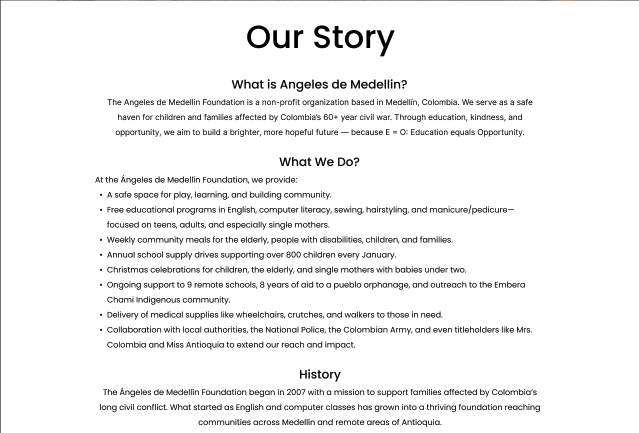 Our Story
What is Angeles de Medellin?
The Angeles de Medellin Foundation is a non-profit organization based in Medellín, Colombia. We serve as a safe
haven for children and families affected by Colombia's 60+ year civil war. Through education, kindness, and
opportunity, we aim to build a brighter, more hopeful future — because E = O: Education equals Opportunity.
What We Do?
At the Ángeles de Medellín Foundation, we provide:
• A safe space for play, learning, and building community.
• Free educational programs in English, computer literacy, sewing, hairstyling, and manicure/pedicure—
focused on teens, adults, and especially single mothers.
• Weekly community meals for the elderly, people with disabilities, children, and families.
• Annual school supply drives supporting over 800 children every January.
• Christmas celebrations for children, the elderly, and single mothers with babies under two.
• Ongoing support to 9 remote schools, 8 years of aid to a pueblo orphanage, and outreach to the Embera
Chami Indigenous community.
• Delivery of medical supplies like wheelchairs, crutches, and walkers to those in need.
• Collaboration with local authorities, the National Police, the Colombian Army, and even titleholders like Mrs.
Colombia and Miss Antioquia to extend our reach and impact.
History
The Ángeles de Medellín Foundation began in 2007 with a mission to support families affected by Colombia's
long civil conflict. What started as English and computer classes has grown into a thriving foundation reaching
communities across Medellín and remote areas of Antioquia.